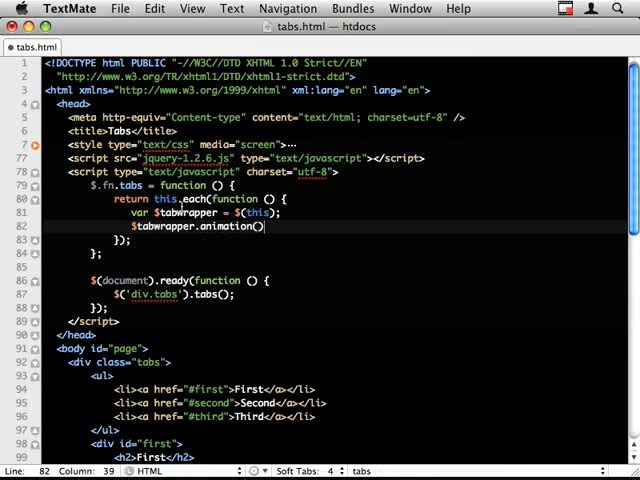 TextMate File Edit View Text Navigation Bundles Window Help
tabs.html — htdocs
tabs.html
1 <!DOCTYPE html PUBLIC "-//W3C//DTD XHTML 1.0 Strict//EN"
2 "http://www.w3.org/TR/xhtml1/DTD/xhtml1-strict.dtd">
3 <html xmlns="http://www.w3.org/1999/xhtml" xml:lang="en" lang="en">
4 <head>
5 <meta http-equiv="Content-type" content="text/html; charset=utf-8" />
6 <title>Tabs</title>
7 <style type="text/css" media="screen">...
77 <script src="jquery-1.2.6.js" type="text/javascript"></script>
78 <script type="text/javascript" charset="utf-8">
79 $.fn.tabs = function () {
80 return this.each(function () {
81 var $tabwrapper = $(this);
82 $tabwrapper.animation()
83 });
84 };
85
86 $(document).ready(function () {
87 $('div.tabs').tabs();
88 });
89 </script>
90 </head>
91 <body id="page">
92 <div class="tabs">
93 <ul>
94 <li><a href="#first">First</a></li>
95 <li><a href="#second">Second</a></li>
96 <li><a href="#third">Third</a></li>
97 </ul>
98 <div id="first">
99 <h2>First</h2>
Line: 82 Column: 39 HTML Soft Tabs: 4 tabs